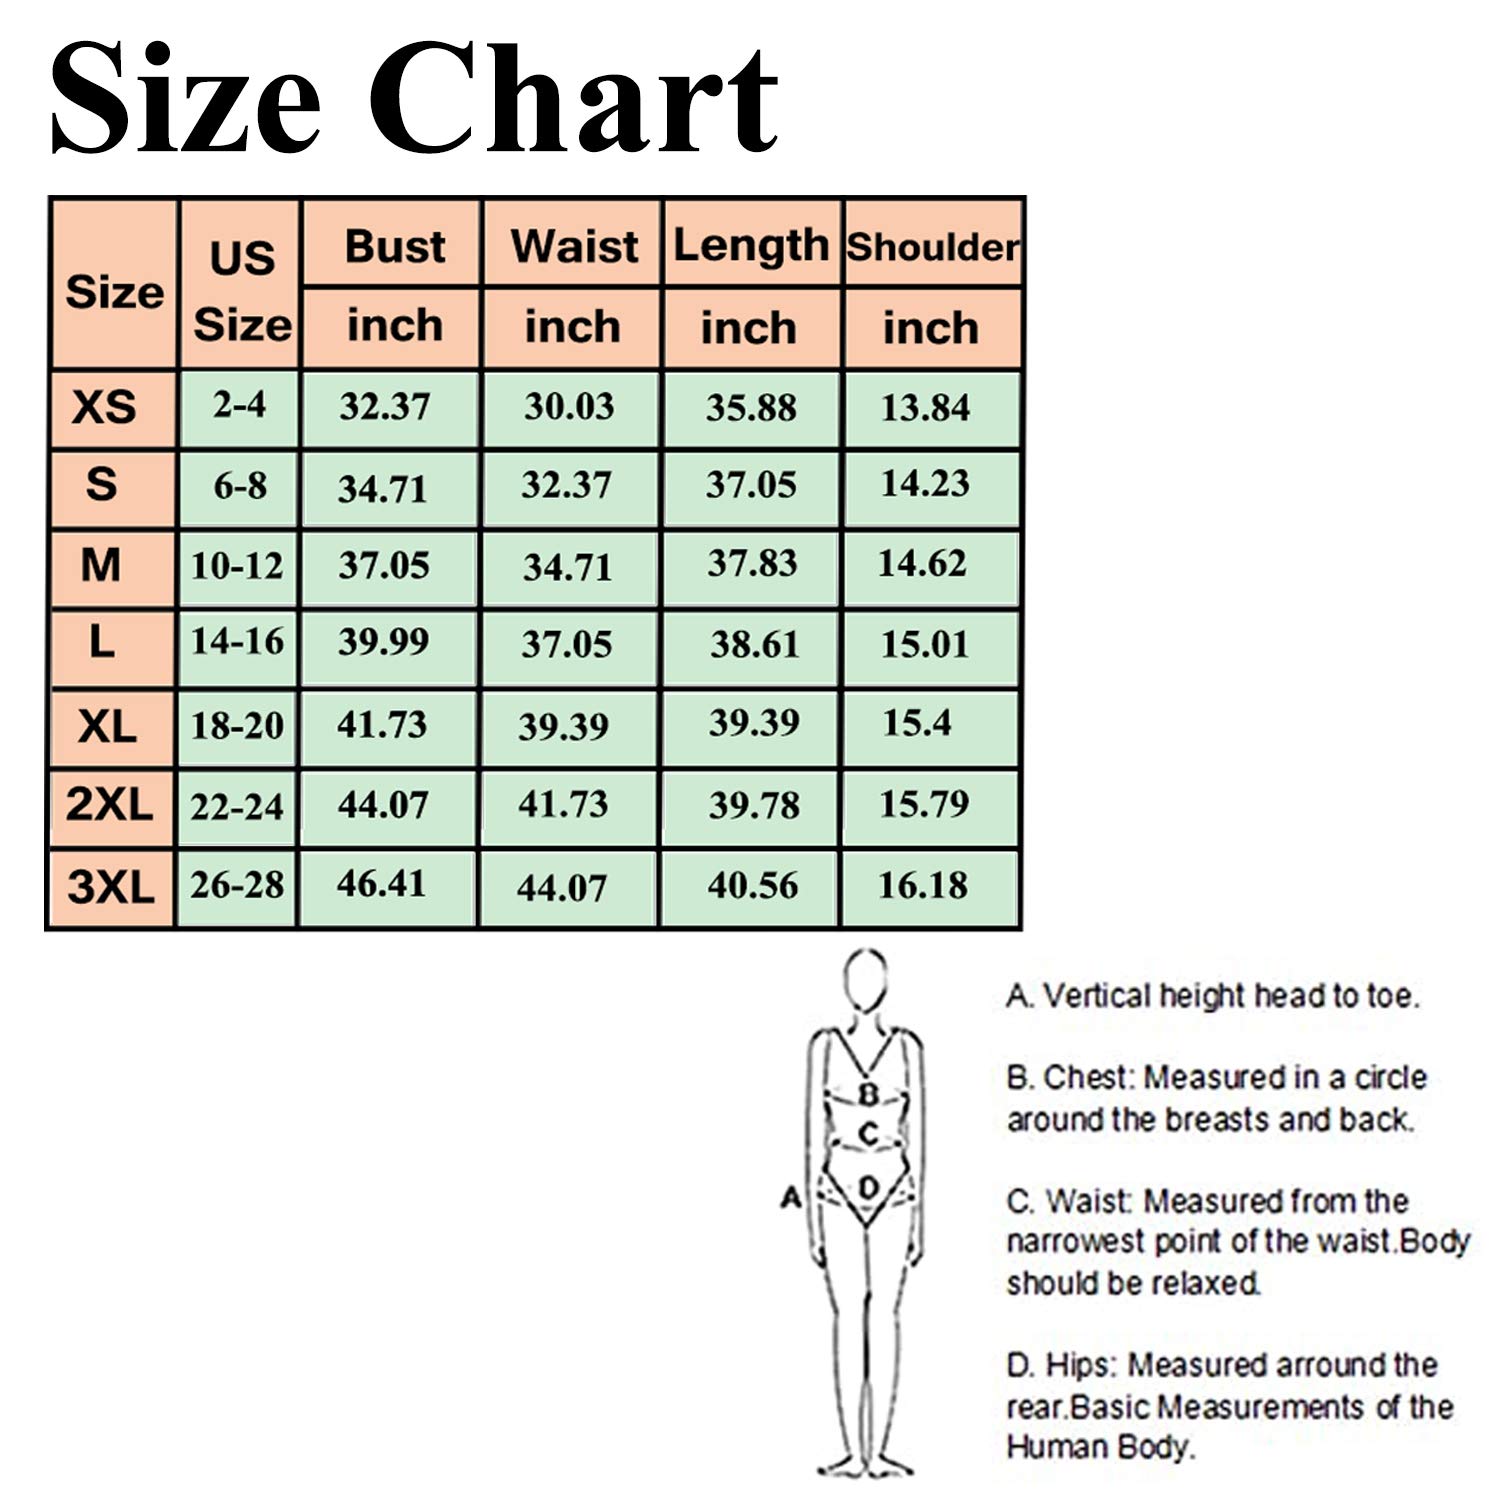 Size Chart
Size US Size Bust Waist Length Shoulder
inch inch inch inch
XS 2-4 32.37 30.03 35.88 13.84
S 6-8 34.71 32.37 37.05 14.23
M 10-12 37.05 34.71 37.83 14.62
L 14-16 39.99 37.05 38.61 15.01
XL 18-20 41.73 39.39 39.39 15.4
2XL 22-24 44.07 41.73 39.78 15.79
3XL 26-28 46.41 44.07 40.56 16.18
B
C
D
A
A. Vertical height head to toe.
B. Chest: Measured in a circle
around the breasts and back.
C. Waist: Measured from the
narrowest point of the waist.Body
should be relaxed.
D. Hips: Measured arround the
rear.Basic Measurements of the
Human Body.